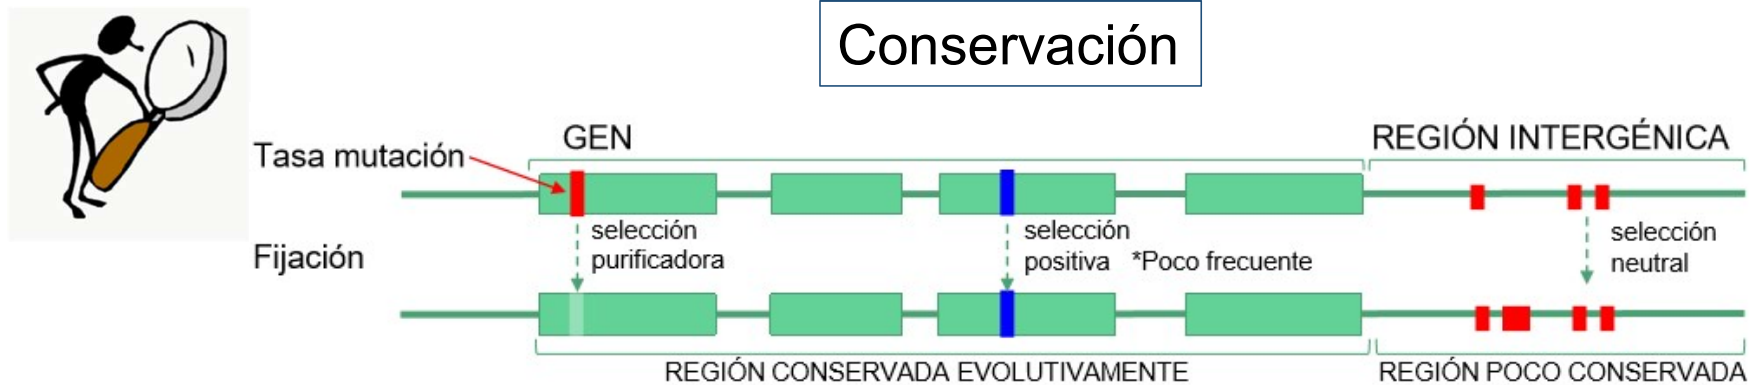 Conservación
GEN
REGIÓN INTERGÉNICA
Tasa mutación
selección
purificadora
selección
positiva *Poco frecuente
selección
neutral
Fijación
REGIÓN CONSERVADA EVOLUTIVAMENTE
REGIÓN POCO CONSERVADA